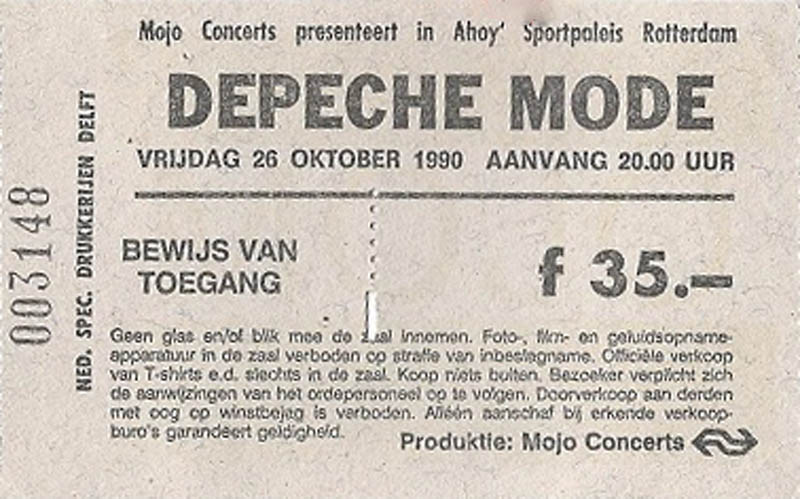 Mojo Concerts presenteert in Ahoy' Sportpaleis Rotterdam
DEPECHE MODE
VRIJDAG 26 OKTOBER 1990 AANVANG 20.00 UUR
BEWIJS VAN
TOEGANG
f 35.—
Geen glas en/of blik mee de zaal innemen. Foto-, film- en geluidsopname-
apparatuur in de zaal verboden op straffe van inbeslagname. Officiële verkoop
van T-shirts e.d. slechts in de zaal. Koop niets buiten. Bezoeker verplicht zich
de aanwijzingen van het ordepersoneel op te volgen. Doorverkoop aan derden
met oog op winstbejag is verboden. Alléén aanschaf bij erkende verkoop-
buro's garandeert geldigheid.
Produktie: Mojo Concerts
NED. SPEC. DRUKKERIJEN DELFT
003148